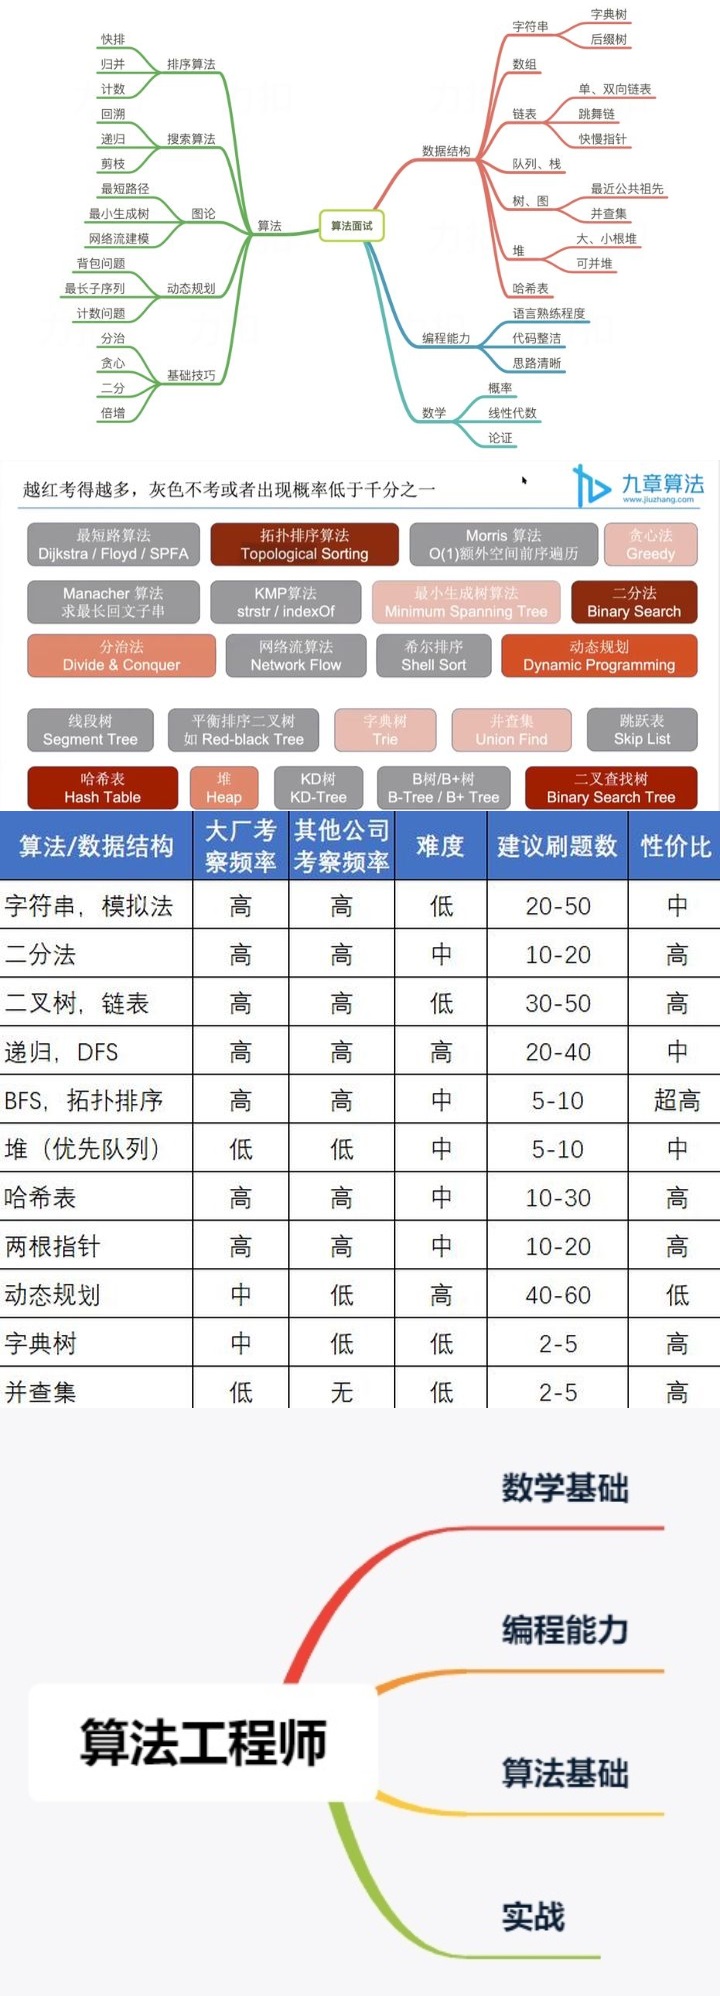 算法面试
算法
排序算法
快排
归并
计数
搜索算法
回溯
递归
剪枝
图论
最短路径
最小生成树
网络流建模
动态规划
背包问题
最长子序列
计数问题
基础技巧
分治
贪心
二分
倍增
数据结构
字符串
字典树
后缀树
数组
链表
单、双向链表
跳舞链
快慢指针
队列、栈
树、图
最近公共祖先
并查集
堆
大、小根堆
可并堆
哈希表
编程能力
语言熟练程度
代码整洁
思路清晰
数学
概率
线性代数
论证
越红考得越多，灰色不考或者出现概率低于千分之一
九章算法
www.jiuzhang.com
最短路算法
Dijkstra / Floyd / SPFA
拓扑排序算法
Topological Sorting
Morris 算法
O(1)额外空间前序遍历
贪心法
Greedy
Manacher 算法
求最长回文子串
KMP算法
strstr / indexOf
最小生成树算法
Minimum Spanning Tree
二分法
Binary Search
分治法
Divide & Conquer
网络流算法
Network Flow
希尔排序
Shell Sort
动态规划
Dynamic Programming
线段树
Segment Tree
平衡排序二叉树
如 Red-black Tree
字典树
Trie
并查集
Union Find
跳跃表
Skip List
哈希表
Hash Table
堆
Heap
KD树
KD-Tree
B树/B+树
B-Tree / B+ Tree
二叉查找树
Binary Search Tree
算法/数据结构 大厂考察频率 其他公司考察频率 难度 建议刷题数 性价比
字符串，模拟法 高 高 低 20-50 中
二分法 高 高 中 10-20 高
二叉树，链表 高 高 低 30-50 高
递归，DFS 高 高 高 20-40 中
BFS，拓扑排序 高 高 中 5-10 超高
堆（优先队列） 低 低 中 5-10 中
哈希表 高 高 中 10-30 高
两根指针 高 高 中 10-20 高
动态规划 中 低 高 40-60 低
字典树 中 低 低 2-5 高
并查集 低 无 低 2-5 高
算法工程师
数学基础
编程能力
算法基础
实战